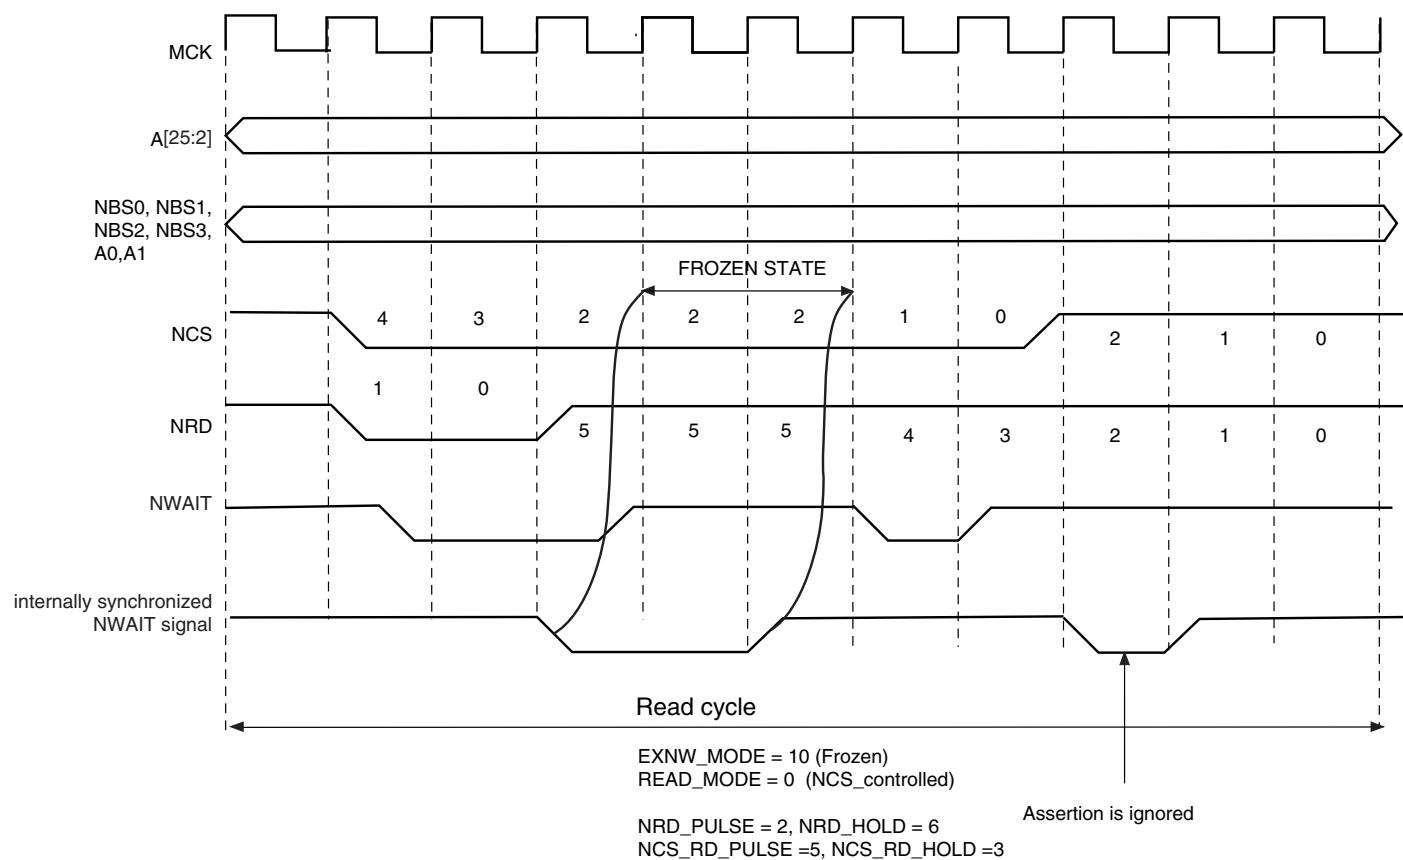 MCK
A[25:2]
NBS0, NBS1,
NBS2, NBS3,
A0,A1
FROZEN STATE
4 3 2 2 2 1 0
NCS
2 1 0
1 0
NRD
5 5 5 4 3 2 1 0
NWAIT
internally synchronized
NWAIT signal
Read cycle
EXNW_MODE = 10 (Frozen)
READ_MODE = 0 (NCS_controlled)
Assertion is ignored
NRD_PULSE = 2, NRD_HOLD = 6
NCS_RD_PULSE =5, NCS_RD_HOLD =3